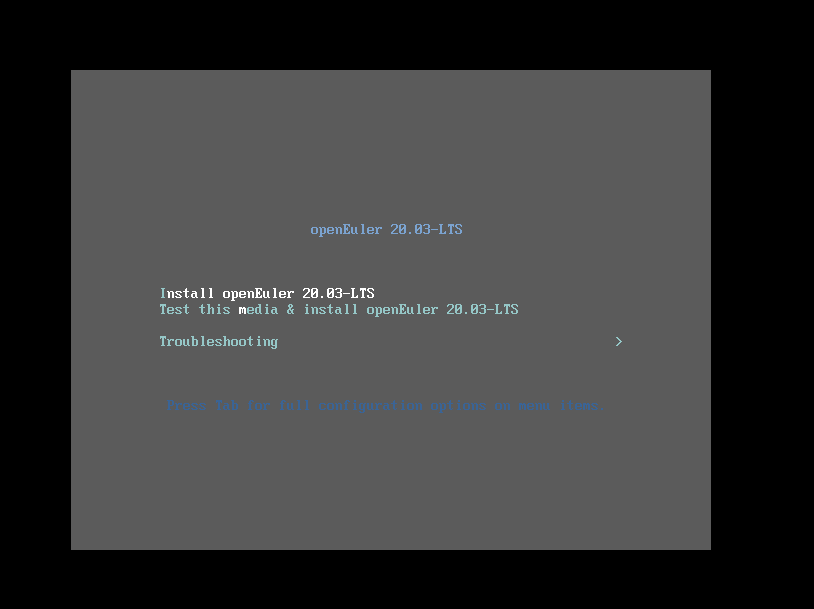 openEuler 20.03-LTS
Install openEuler 20.03-LTS
Test this media & install openEuler 20.03-LTS
Troubleshooting >
Press Tab for full configuration options on menu items.